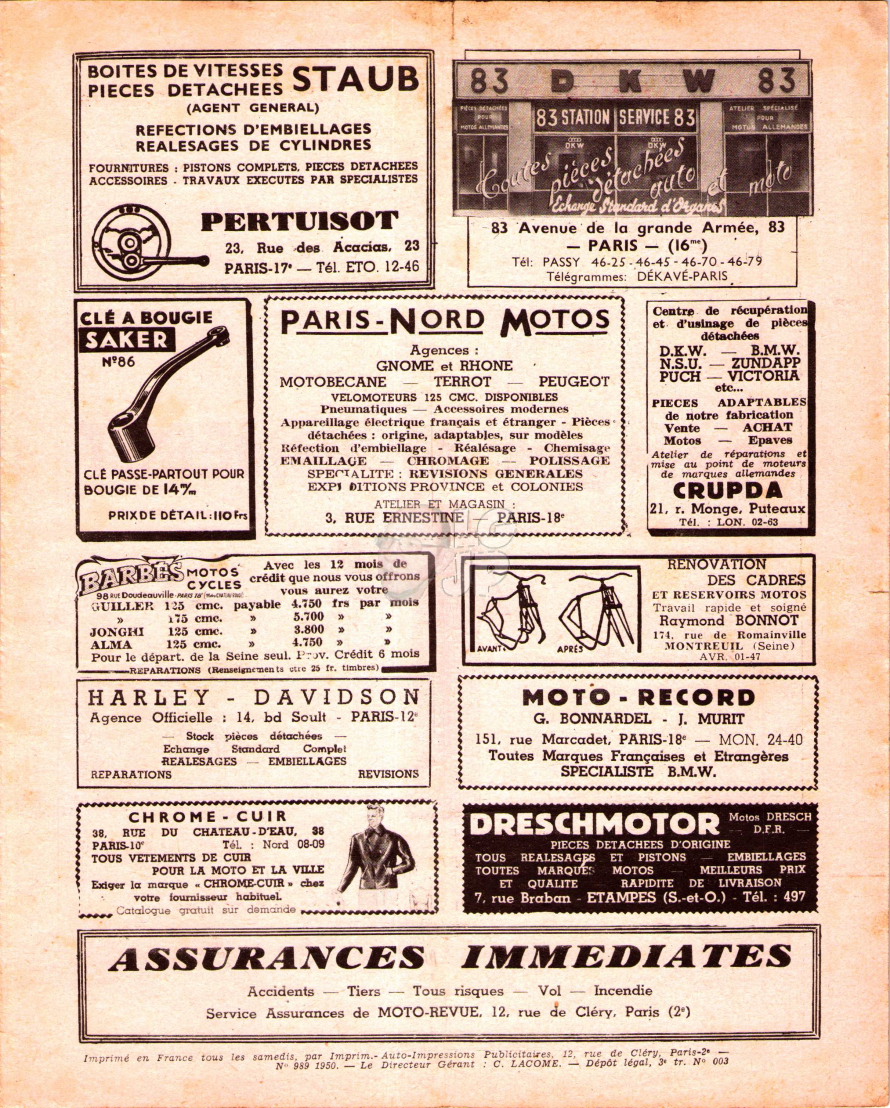 BOITES DE VITESSES STAUB
PIECES DETACHEES
(AGENT GENERAL)
REFECTIONS D'EMBIELLAGES
REALESAGES DE CYLINDRES
FOURNITURES : PISTONS COMPLETS, PIECES DETACHEES
ACCESSOIRES - TRAVAUX EXECUTES PAR SPECIALISTES
PERTUISOT
23, Rue des Acacias, 23
PARIS-17e — Tél. ETO. 12-46
83 DKW 83
PIÈCES DÉTACHÉES
POUR
MOTOS ALLEMANDES
83 STATION SERVICE 83
ATELIER SPÉCIALISÉ
POUR
MOTOS ALLEMANDES
DKW DKW
Toutes pièces détachées auto et moto
Echange Standard d'Organes
83 Avenue de la grande Armée, 83
— PARIS — (16me)
Tél: PASSY 46-25 - 46-45 - 46-70 - 46-79
Télégrammes: DÉKAVÉ-PARIS
CLÉ A BOUGIE
SAKER
N°86
CLÉ PASSE-PARTOUT POUR
BOUGIE DE 14m/m
PRIX DE DÉTAIL: 110 Frs
PARIS-NORD MOTOS
Agences :
GNOME et RHONE
MOTOBECANE — TERROT — PEUGEOT
VELOMOTEURS 125 CMC. DISPONIBLES
Pneumatiques — Accessoires modernes
Appareillage électrique français et étranger - Pièces
détachées : origine, adaptables, sur modèles
Réfection d'embiellage - Réalésage - Chemisage
EMAILLAGE — CHROMAGE — POLISSAGE
SPECIALITE : REVISIONS GENERALES
EXPEDITIONS PROVINCE et COLONIES
ATELIER ET MAGASIN :
3, RUE ERNESTINE PARIS-18e
Centre de récupération
et d'usinage de pièces
détachées
D.K.W. — B.M.W.
N.S.U. — ZUNDAPP
PUCH — VICTORIA
etc...
PIECES ADAPTABLES
de notre fabrication
Vente — ACHAT
Motos — Epaves
Atelier de réparations et
mise au point de moteurs
de marques allemandes
CRUPDA
21, r. Monge, Puteaux
Tél. : LON. 02-63
BARBÈS MOTOS CYCLES
98 Rue Doudeauville PARIS 18e
Avec les 12 mois de
crédit que nous vous offrons
vous aurez votre
GUILLER 125 cmc. payable 4.750 frs par mois
» 175 cmc. » 5.700 » »
JONGHI 125 cmc. » 3.800 » »
ALMA 125 cmc. » 4.750 » »
Pour le départ. de la Seine seul. Prov. Crédit 6 mois
REPARATIONS (Renseignements ctre 25 fr. timbres)
AVANT APRÈS
RENOVATION
DES CADRES
ET RESERVOIRS MOTOS
Travail rapide et soigné
Raymond BONNOT
174, rue de Romainville
MONTREUIL (Seine)
AVR. 01-47
HARLEY - DAVIDSON
Agence Officielle : 14, bd Soult - PARIS-12e
— Stock pièces détachées —
Echange Standard Complet
REALESAGES — EMBIELLAGES
REPARATIONS REVISIONS
MOTO - RECORD
G. BONNARDEL - J. MURIT
151, rue Marcadet, PARIS-18e — MON. 24-40
Toutes Marques Françaises et Etrangères
SPECIALISTE B.M.W.
CHROME - CUIR
38, RUE DU CHATEAU-D'EAU, 38
PARIS-10e Tél. : Nord 08-09
TOUS VETEMENTS DE CUIR
POUR LA MOTO ET LA VILLE
Exiger la marque « CHROME-CUIR » chez
votre fournisseur habituel.
Catalogue gratuit sur demande
DRESCHMOTOR Motos DRESCH
— D.F.R. —
PIECES DETACHEES D'ORIGINE
TOUS REALESAGES ET PISTONS — EMBIELLAGES
TOUTES MARQUES MOTOS — MEILLEURS PRIX
ET QUALITE - RAPIDITE DE LIVRAISON
7, rue Braban - ETAMPES (S.-et-O.) - Tél. : 497
ASSURANCES IMMEDIATES
Accidents — Tiers — Tous risques — Vol — Incendie
Service Assurances de MOTO-REVUE, 12, rue de Cléry, Paris (2e)
Imprimé en France tous les samedis, par Imprim.-Auto-Impressions Publicitaires, 12, rue de Cléry, Paris-2e —
N° 989 1950. — Le Directeur Gérant : C. LACOME. — Dépôt légal, 3e tr. N° 003